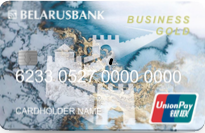 BELARUSBANK
BUSINESS
GOLD
6233 0527 0000 0000
CARDHOLDER NAME
UnionPay
银联